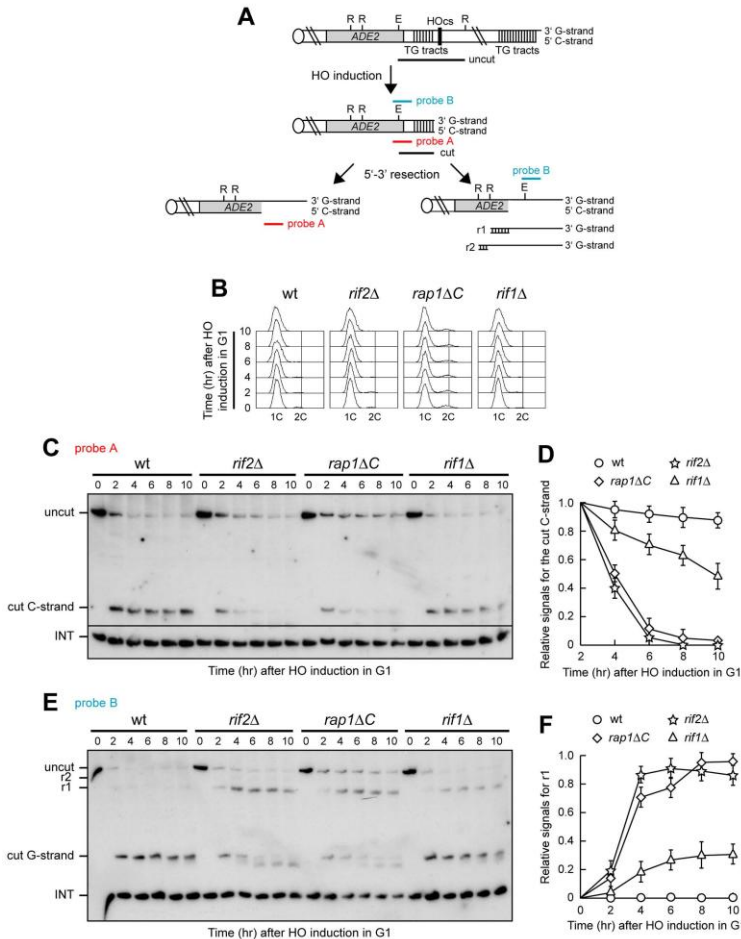 A
R R E HOcs R
ADE2
3' G-strand
5' C-strand
TG tracts TG tracts
uncut
HO induction
probe B
R R E
ADE2
3' G-strand
5' C-strand
probe A
cut
5'-3' resection
probe B
R R
ADE2
3' G-strand
5' C-strand
probe A
R R E
ADE2
3' G-strand
5' C-strand
r1 3' G-strand
r2 3' G-strand
B
wt rif2Δ rap1ΔC rif1Δ
Time (hr) after HO
induction in G1
10
8
6
4
2
0
1C 2C 1C 2C 1C 2C 1C 2C
C probe A
wt rif2Δ rap1ΔC rif1Δ
0 2 4 6 8 10 0 2 4 6 8 10 0 2 4 6 8 10 0 2 4 6 8 10
uncut
cut C-strand
INT
Time (hr) after HO induction in G1
D
wt rif2Δ
rap1ΔC rif1Δ
Relative signals for the cut C-strand
1.0
0.8
0.6
0.4
0.2
0
2 4 6 8 10
Time (hr) after HO induction in G1
E probe B
wt rif2Δ rap1ΔC rif1Δ
0 2 4 6 8 10 0 2 4 6 8 10 0 2 4 6 8 10 0 2 4 6 8 10
uncut
r2
r1
cut G-strand
INT
Time (hr) after HO induction in G1
F
wt rif2Δ
rap1ΔC rif1Δ
Relative signals for r1
1.0
0.8
0.6
0.4
0.2
0
0 2 4 6 8 10
Time (hr) after HO induction in G1